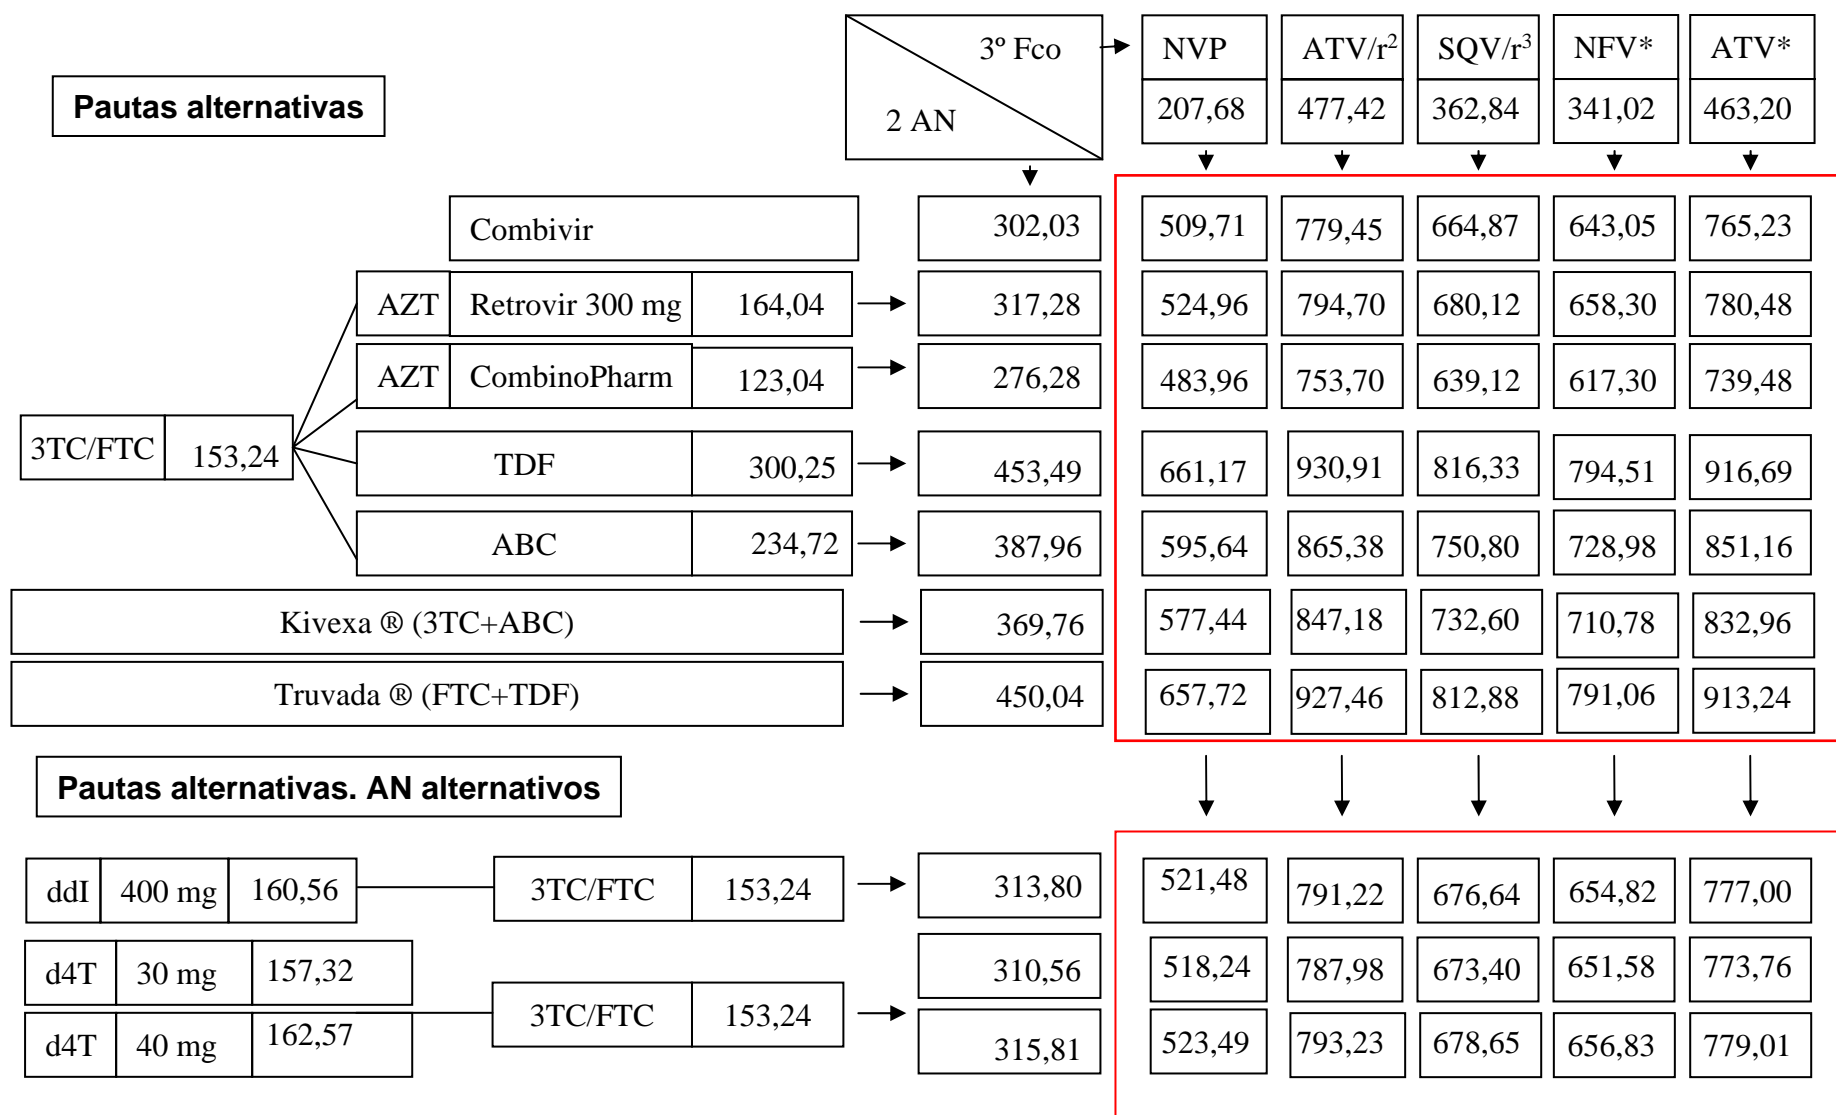 3º Fco NVP ATV/r² SQV/r³ NFV* ATV*
Pautas alternativas
2 AN 207,68 477,42 362,84 341,02 463,20
Combivir 302,03 509,71 779,45 664,87 643,05 765,23
AZT Retrovir 300 mg 164,04 317,28 524,96 794,70 680,12 658,30 780,48
AZT CombinoPharm 123,04 276,28 483,96 753,70 639,12 617,30 739,48
3TC/FTC 153,24 TDF 300,25 453,49 661,17 930,91 816,33 794,51 916,69
ABC 234,72 387,96 595,64 865,38 750,80 728,98 851,16
Kivexa ® (3TC+ABC) 369,76 577,44 847,18 732,60 710,78 832,96
Truvada ® (FTC+TDF) 450,04 657,72 927,46 812,88 791,06 913,24
Pautas alternativas. AN alternativos
ddI 400 mg 160,56 3TC/FTC 153,24 313,80 521,48 791,22 676,64 654,82 777,00
d4T 30 mg 157,32 310,56 518,24 787,98 673,40 651,58 773,76
3TC/FTC 153,24
d4T 40 mg 162,57 315,81 523,49 793,23 678,65 656,83 779,01